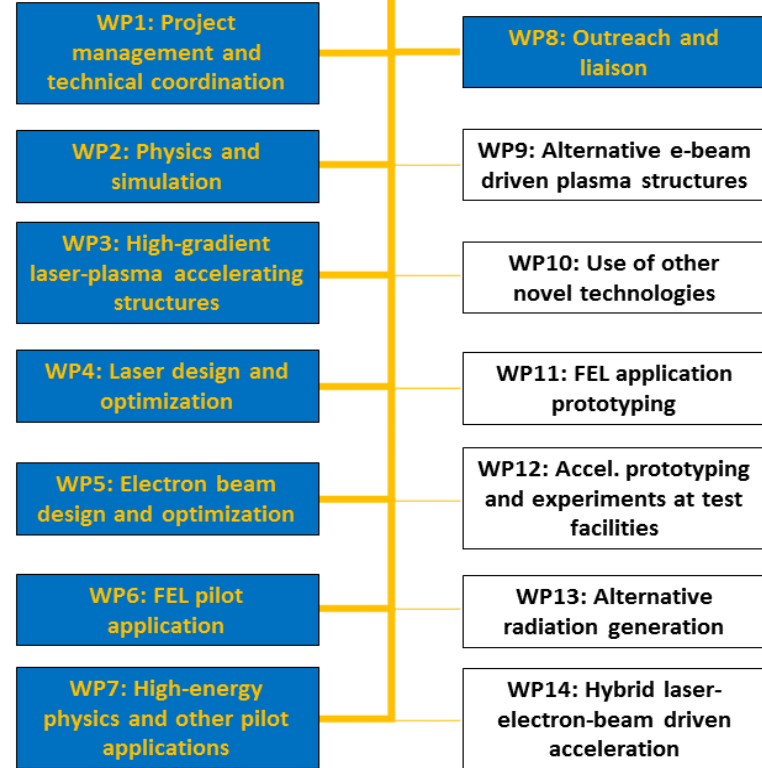 WP1: Project
management and
technical coordination
WP2: Physics and
simulation
WP3: High-gradient
laser-plasma accelerating
structures
WP4: Laser design and
optimization
WP5: Electron beam
design and optimization
WP6: FEL pilot
application
WP7: High-energy
physics and other pilot
applications
WP8: Outreach and
liaison
WP9: Alternative e-beam
driven plasma structures
WP10: Use of other
novel technologies
WP11: FEL application
prototyping
WP12: Accel. prototyping
and experiments at test
facilities
WP13: Alternative
radiation generation
WP14: Hybrid laser-
electron-beam driven
acceleration